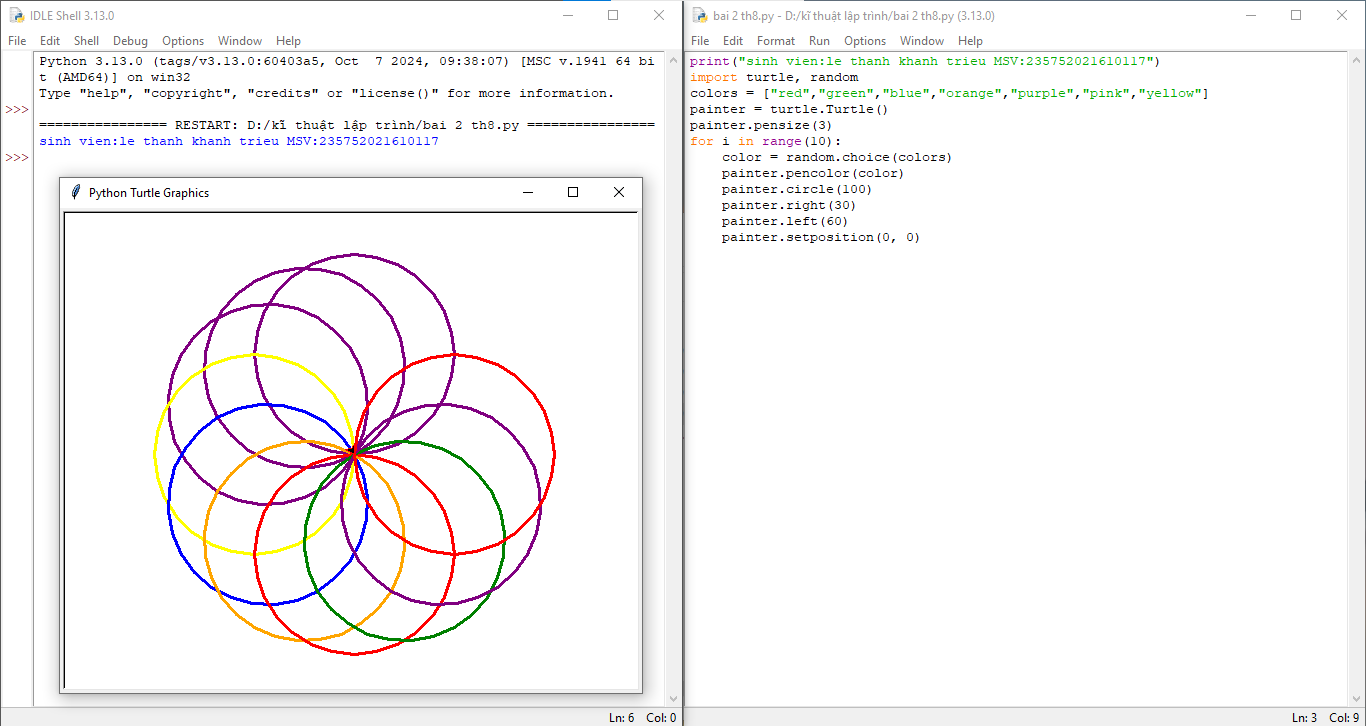 IDLE Shell 3.13.0
File Edit Shell Debug Options Window Help
Python 3.13.0 (tags/v3.13.0:60403a5, Oct  7 2024, 09:38:07) [MSC v.1941 64 bi
t (AMD64)] on win32
Type "help", "copyright", "credits" or "license()" for more information.
>>>
================ RESTART: D:/kĩ thuật lập trình/bai 2 th8.py ================
sinh vien:le thanh khanh trieu MSV:235752021610117
>>>
Python Turtle Graphics
Ln: 6 Col: 0
bai 2 th8.py - D:/kĩ thuật lập trình/bai 2 th8.py (3.13.0)
File Edit Format Run Options Window Help
print("sinh vien:le thanh khanh trieu MSV:235752021610117")
import turtle, random
colors = ["red","green","blue","orange","purple","pink","yellow"]
painter = turtle.Turtle()
painter.pensize(3)
for i in range(10):
    color = random.choice(colors)
    painter.pencolor(color)
    painter.circle(100)
    painter.right(30)
    painter.left(60)
    painter.setposition(0, 0)
Ln: 3 Col: 9